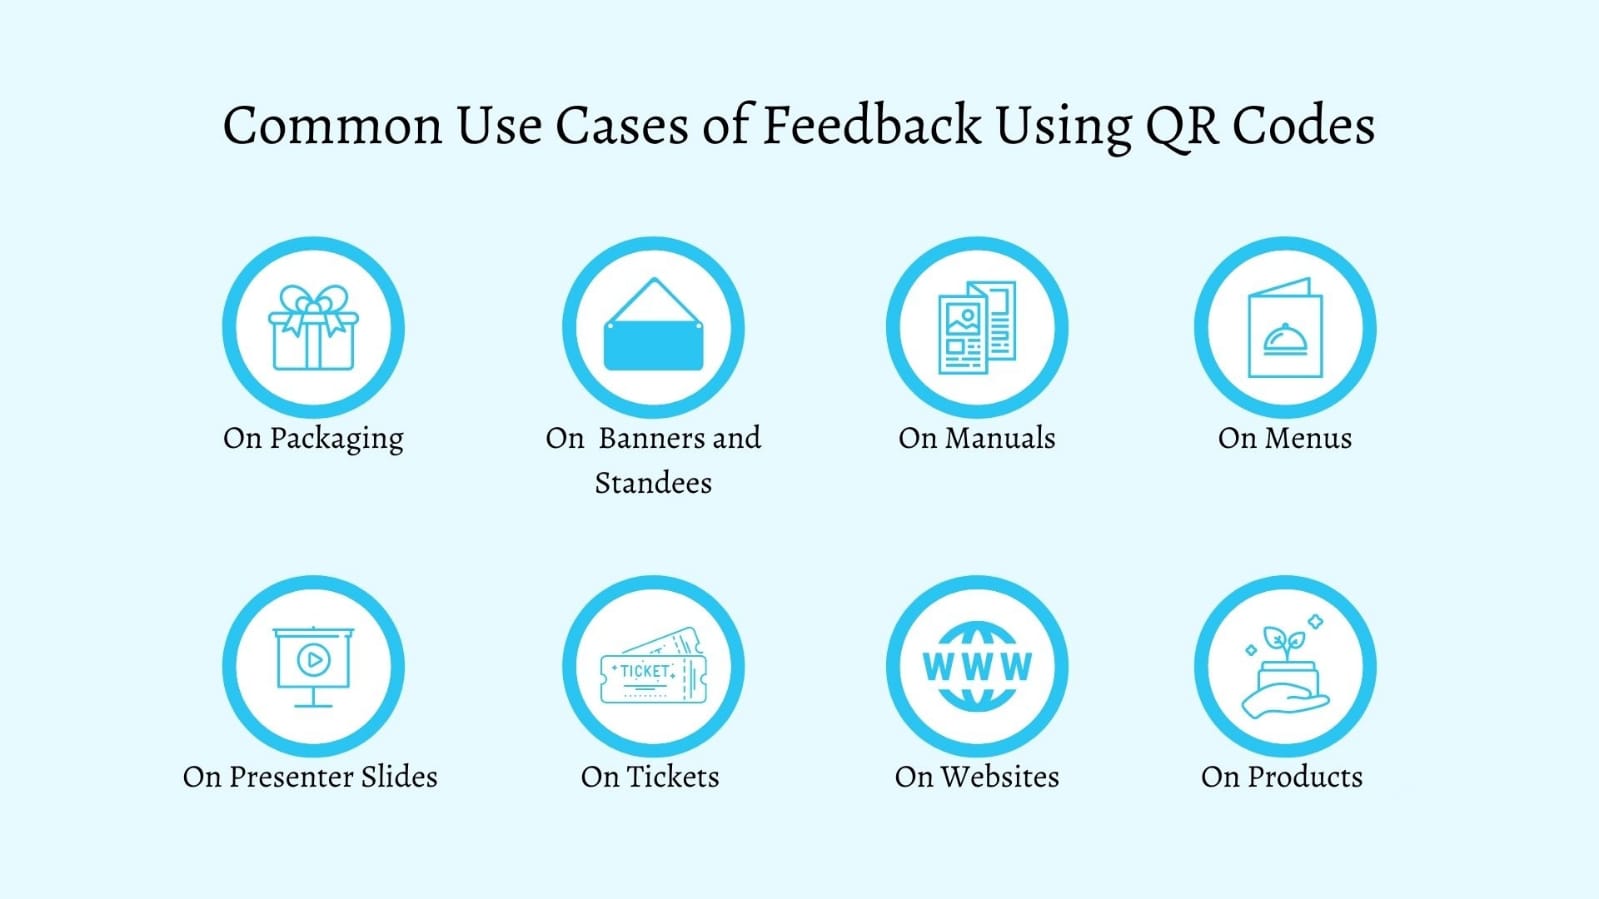 Common Use Cases of Feedback Using QR Codes
On Packaging
On Banners and
Standees
On Manuals
On Menus
TICKET
WWW
On Presenter Slides
On Tickets
On Websites
On Products